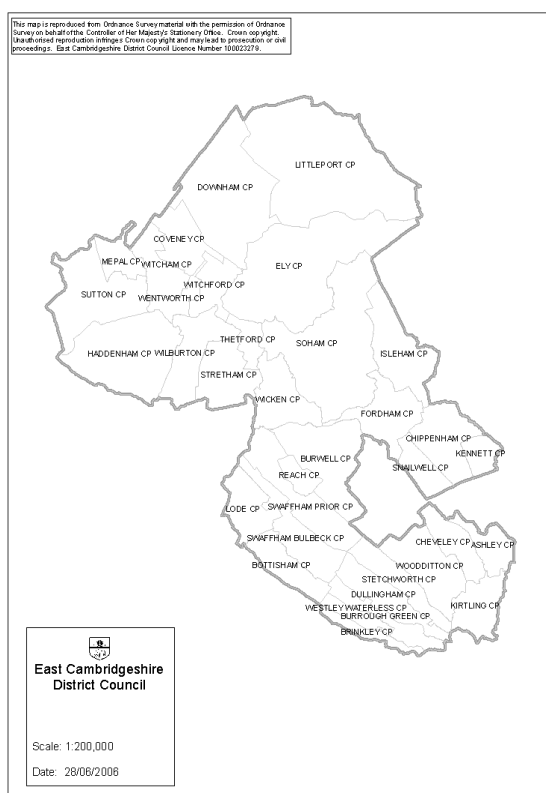 This map is reproduced from Ordnance Survey material with the permission of Ordnance
Survey on behalf of the Controller of Her Majesty's Stationery Office. Crown copyright.
Unauthorised reproduction infringes Crown copyright and may lead to prosecution or civil
proceedings. East Cambridgeshire District Council Licence Number 100023279.
LITTLEPORT CP
DOWNHAM CP
COVENEY CP
MEPAL CP
WITCHAM CP
ELY CP
WITCHFORD CP
SUTTON CP
WENTWORTH CP
THETFORD CP
SOHAM CP
HADDENHAM CP
WILBURTON CP
ISLEHAM CP
STRETHAM CP
WICKEN CP
FORDHAM CP
CHIPPENHAM CP
KENNETT CP
BURWELL CP
SNAILWELL CP
REACH CP
LODE CP
SWAFFHAM PRIOR CP
SWAFFHAM BULBECK CP
CHEVELEY CP
ASHLEY CP
BOTTISHAM CP
WOODDITTON CP
STETCHWORTH CP
DULLINGHAM CP
WESTLEY WATERLESS CP
KIRTLING CP
BURROUGH GREEN CP
BRINKLEY CP
East Cambridgeshire
District Council
Scale: 1:200,000
Date: 28/06/2006